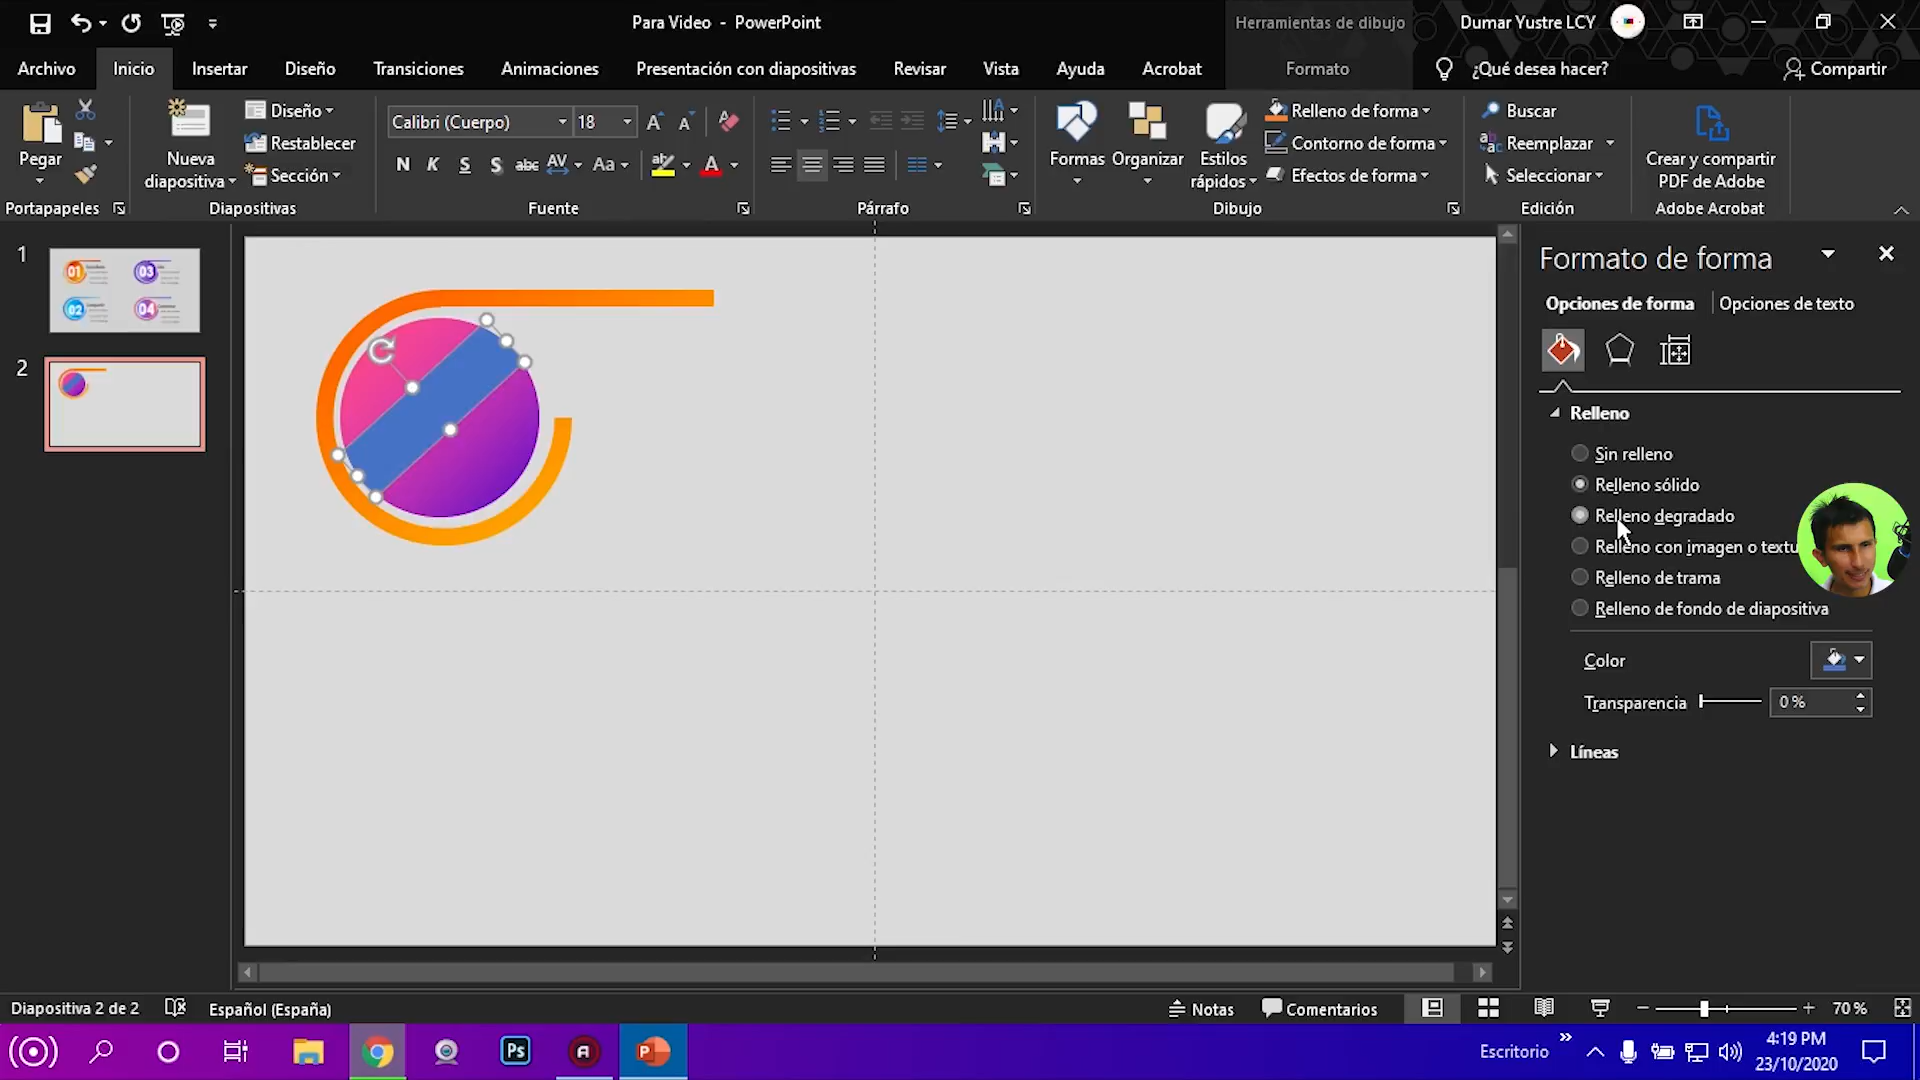 Para Video - PowerPoint
Herramientas de dibujo
Dumar Yustre LCY
Archivo
Inicio
Insertar
Diseño
Transiciones
Animaciones
Presentación con diapositivas
Revisar
Vista
Ayuda
Acrobat
Formato
¿Qué desea hacer?
Compartir
Pegar
Nueva
diapositiva
Diseño
Restablecer
Sección
Calibri (Cuerpo)
18
N K S S abc AV Aa
A
Formas
Organizar
Estilos
rápidos
Relleno de forma
Contorno de forma
Efectos de forma
Buscar
Reemplazar
Seleccionar
Crear y compartir
PDF de Adobe
Portapapeles
Diapositivas
Fuente
Párrafo
Dibujo
Edición
Adobe Acrobat
1
01
03
02
04
2
Formato de forma
Opciones de forma
Opciones de texto
Relleno
Sin relleno
Relleno sólido
Relleno degradado
Relleno con imagen o textu
Relleno de trama
Relleno de fondo de diapositiva
Color
Transparencia
0 %
Líneas
Diapositiva 2 de 2
Español (España)
Notas
Comentarios
70 %
Ps
Escritorio
4:19 PM
23/10/2020